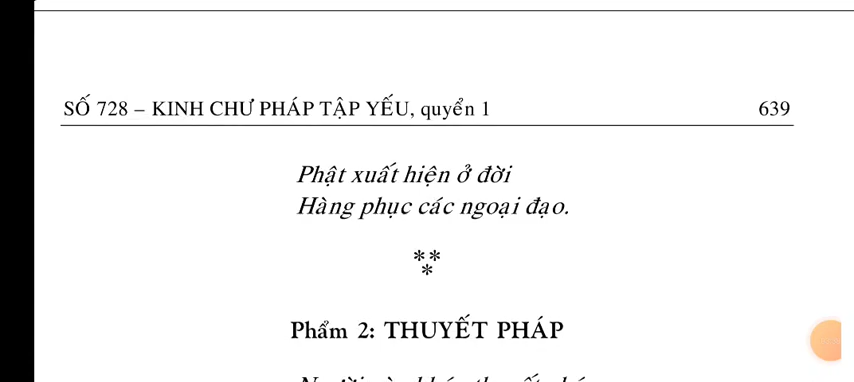 SỐ 728 – KINH CHƯ PHÁP TẬP YẾU, quyển 1 639
Phật xuất hiện ở đời
Hàng phục các ngoại đạo.
**
*
Phẩm 2: THUYẾT PHÁP